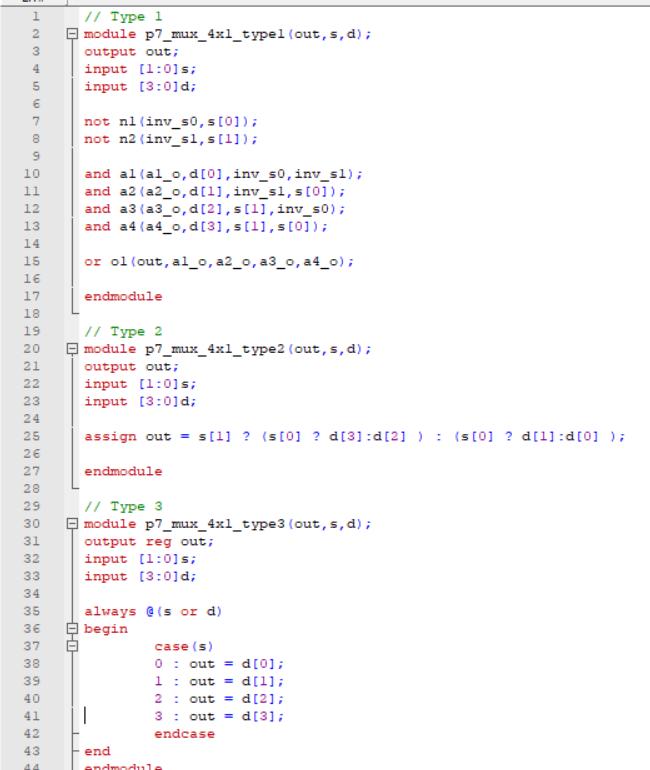 1 // Type 1
2 module p7_mux_4x1_type1(out,s,d);
3 output out;
4 input [1:0]s;
5 input [3:0]d;
6
7 not n1(inv_s0,s[0]);
8 not n2(inv_s1,s[1]);
9
10 and a1(a1_o,d[0],inv_s0,inv_s1);
11 and a2(a2_o,d[1],inv_s1,s[0]);
12 and a3(a3_o,d[2],s[1],inv_s0);
13 and a4(a4_o,d[3],s[1],s[0]);
14
15 or o1(out,a1_o,a2_o,a3_o,a4_o);
16
17 endmodule
18
19 // Type 2
20 module p7_mux_4x1_type2(out,s,d);
21 output out;
22 input [1:0]s;
23 input [3:0]d;
24
25 assign out = s[1] ? (s[0] ? d[3]:d[2] ) : (s[0] ? d[1]:d[0] );
26
27 endmodule
28
29 // Type 3
30 module p7_mux_4x1_type3(out,s,d);
31 output reg out;
32 input [1:0]s;
33 input [3:0]d;
34
35 always @(s or d)
36 begin
37 case(s)
38 0 : out = d[0];
39 1 : out = d[1];
40 2 : out = d[2];
41 3 : out = d[3];
42 endcase
43 end
44 endmodule